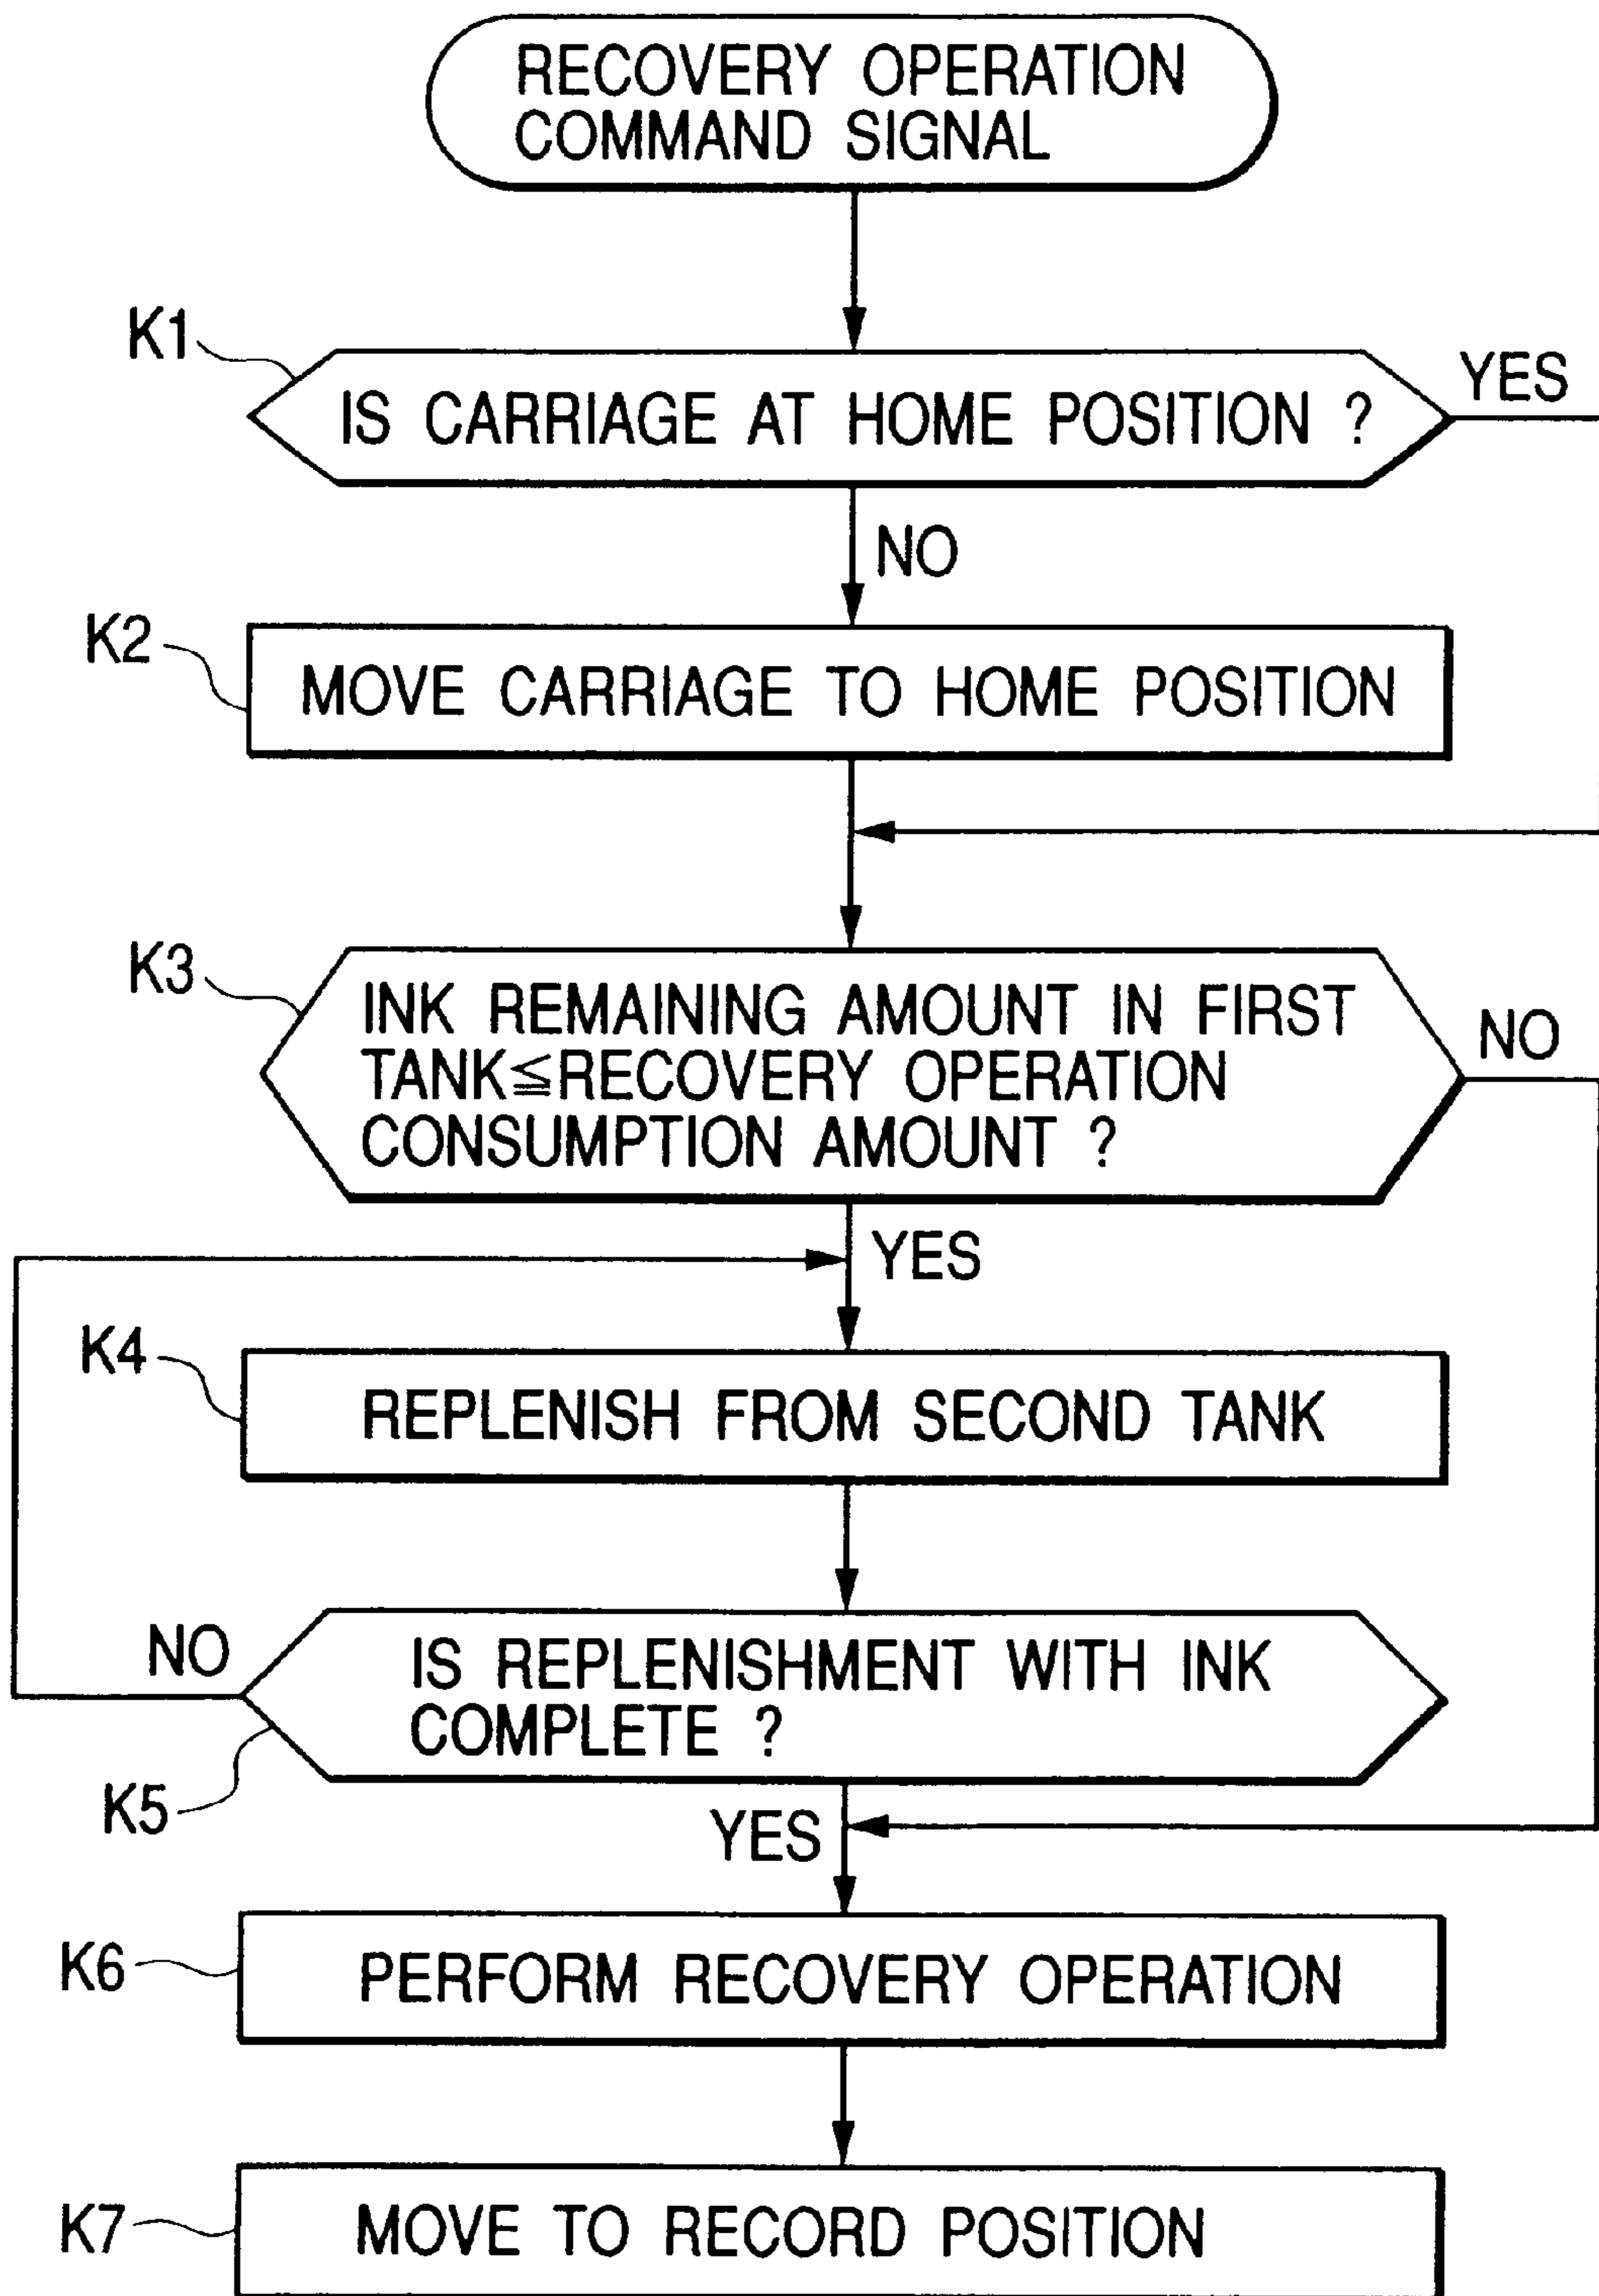 RECOVERY OPERATION
COMMAND SIGNAL
K1
IS CARRIAGE AT HOME POSITION ?
YES
NO
K2
MOVE CARRIAGE TO HOME POSITION
K3
INK REMAINING AMOUNT IN FIRST
TANK≦RECOVERY OPERATION
CONSUMPTION AMOUNT ?
NO
YES
K4
REPLENISH FROM SECOND TANK
NO
IS REPLENISHMENT WITH INK
COMPLETE ?
K5
YES
K6
PERFORM RECOVERY OPERATION
K7
MOVE TO RECORD POSITION